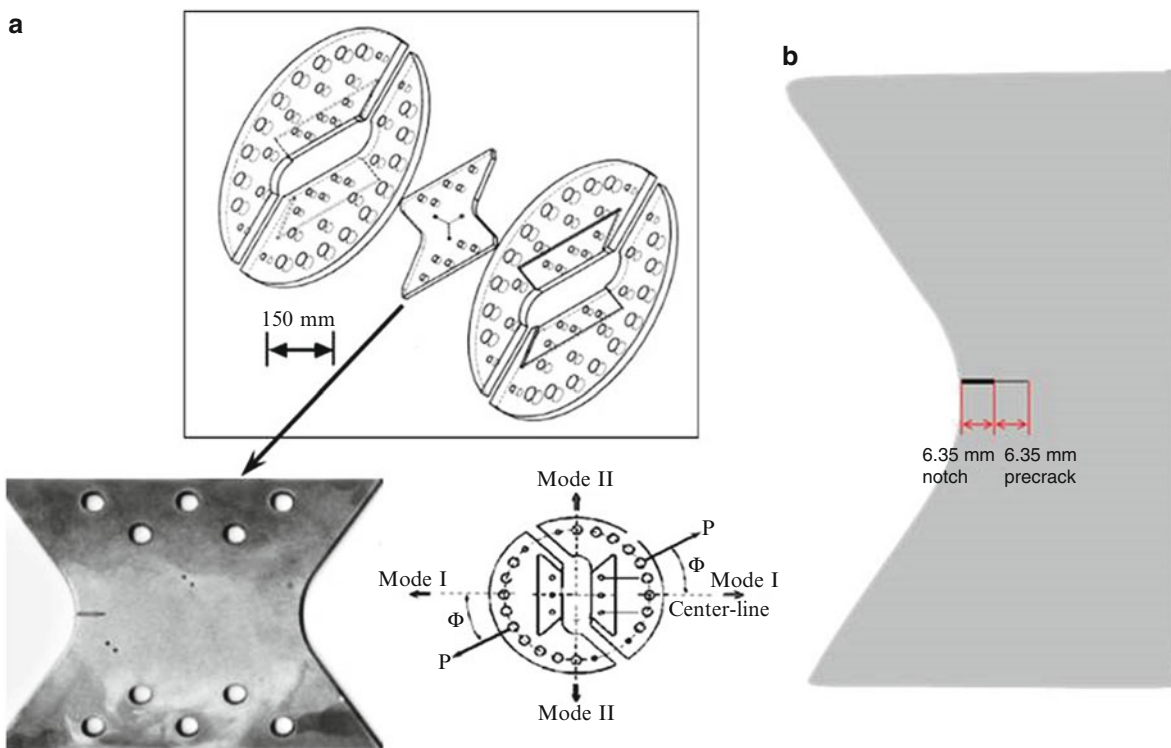 a
150 mm
Mode II
P
Φ
Mode I
Mode I
Center-line
Φ
P
Mode II
b
6.35 mm 6.35 mm
notch precrack